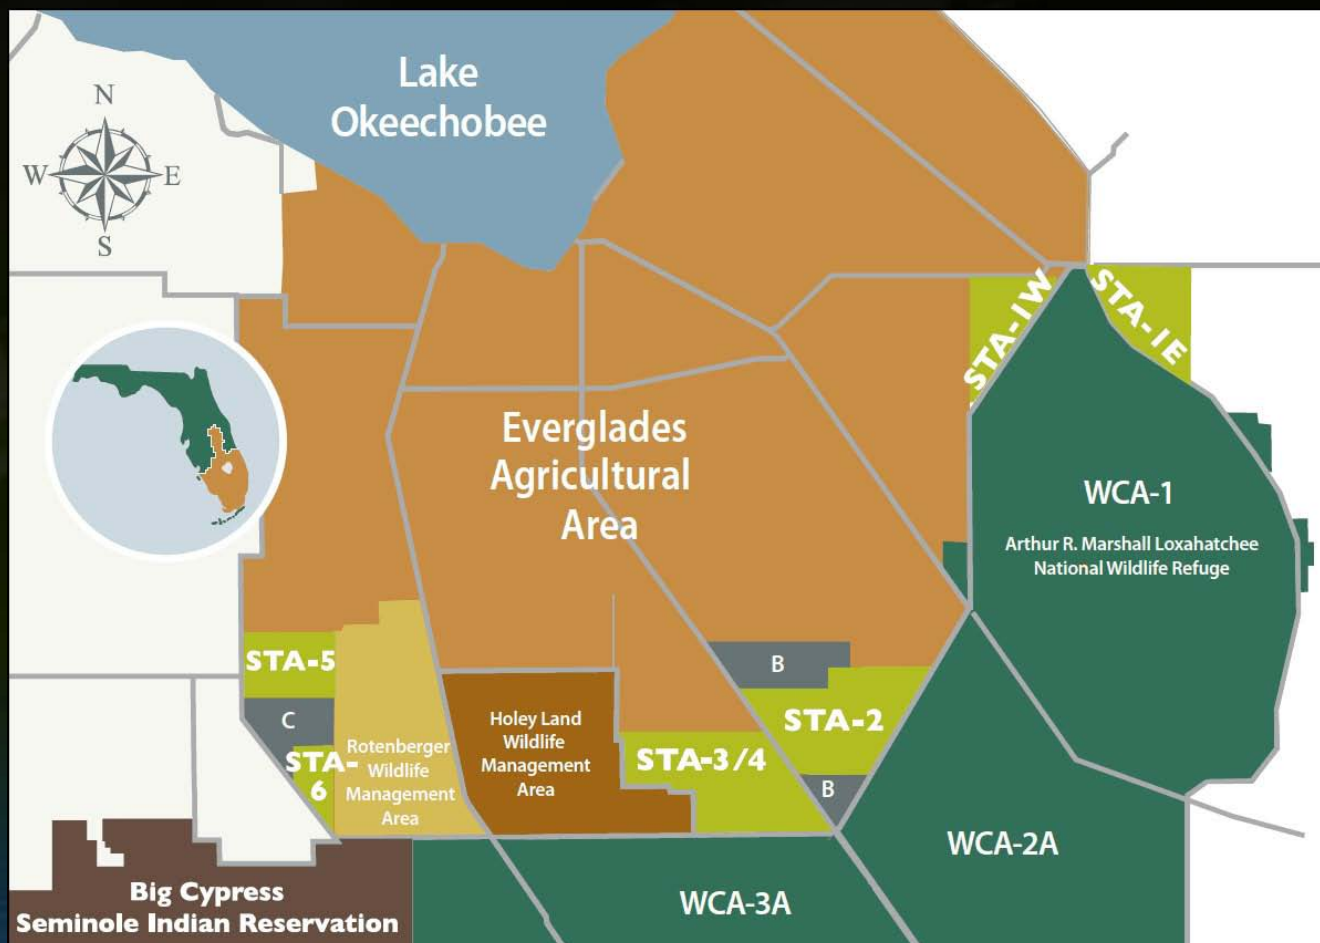 Lake
Okeechobee
N
W
E
S
STA-1W
STA-1E
Everglades
Agricultural
Area
WCA-1
Arthur R. Marshall Loxahatchee
National Wildlife Refuge
STA-5
B
C
STA-2
Holey Land
Wildlife
Management
Area
Rotenberger
Wildlife
Management
Area
STA-3/4
STA-
6
B
WCA-2A
Big Cypress
Seminole Indian Reservation
WCA-3A